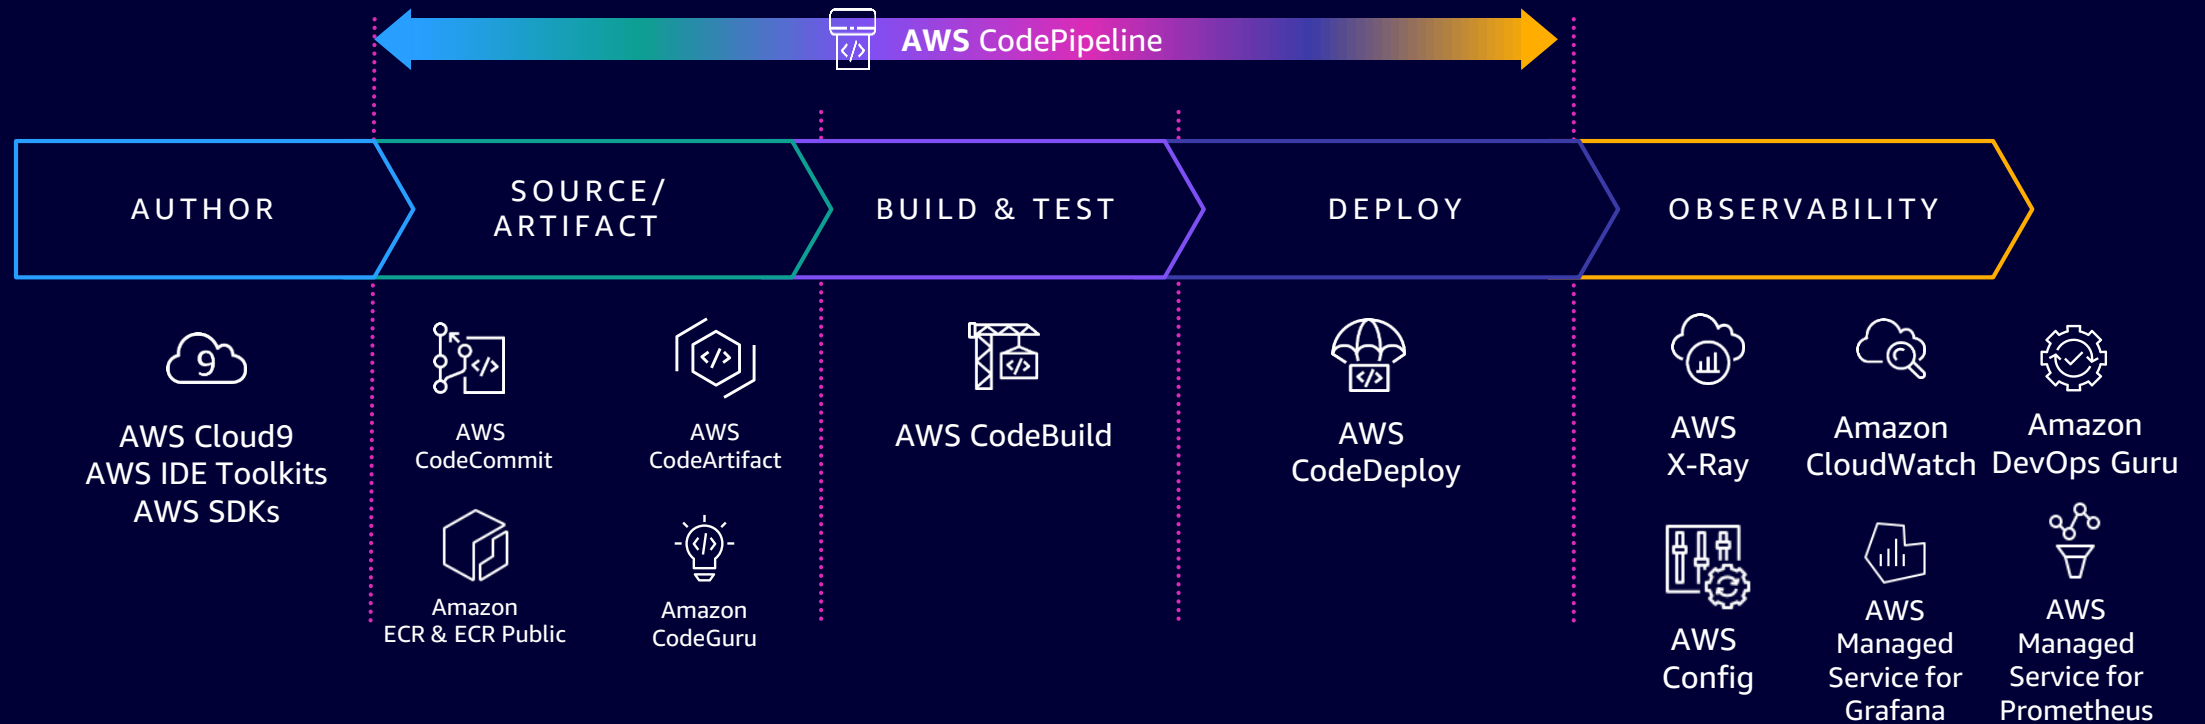 AWS CodePipeline
AUTHOR
SOURCE/
ARTIFACT
BUILD & TEST
DEPLOY
OBSERVABILITY
9
AWS Cloud9
AWS IDE Toolkits
AWS SDKs
</>
AWS
CodeCommit
</>
AWS
CodeArtifact
Amazon
ECR & ECR Public
</>
Amazon
CodeGuru
</>
AWS CodeBuild
</>
AWS
CodeDeploy
AWS
X-Ray
Amazon
CloudWatch
Amazon
DevOps Guru
AWS
Config
AWS
Managed
Service for
Grafana
AWS
Managed
Service for
Prometheus